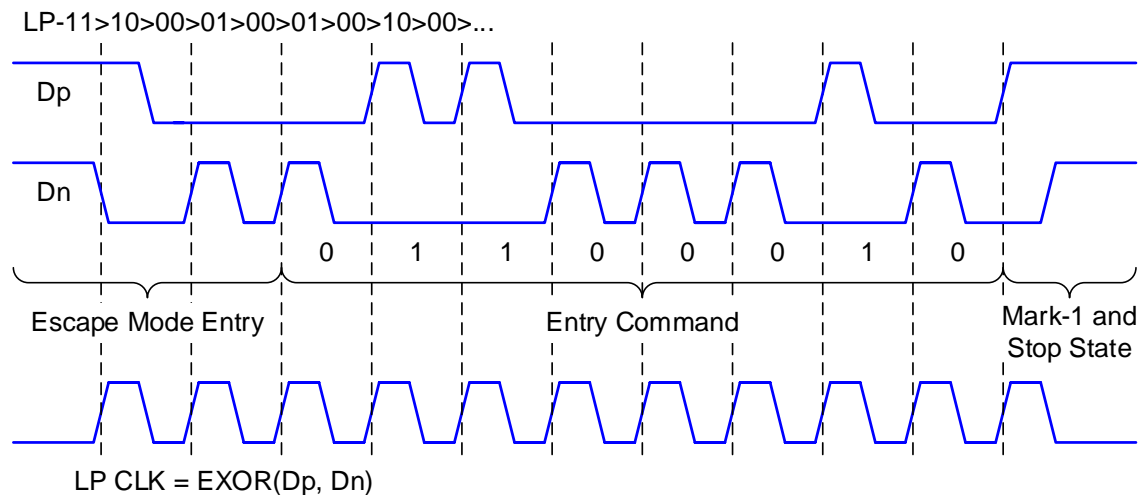 LP-11>10>00>01>00>01>00>10>00>...
Dp
Dn
0 1 1 0 0 0 1 0
Escape Mode Entry
Entry Command
Mark-1 and
Stop State
LP CLK = EXOR(Dp, Dn)